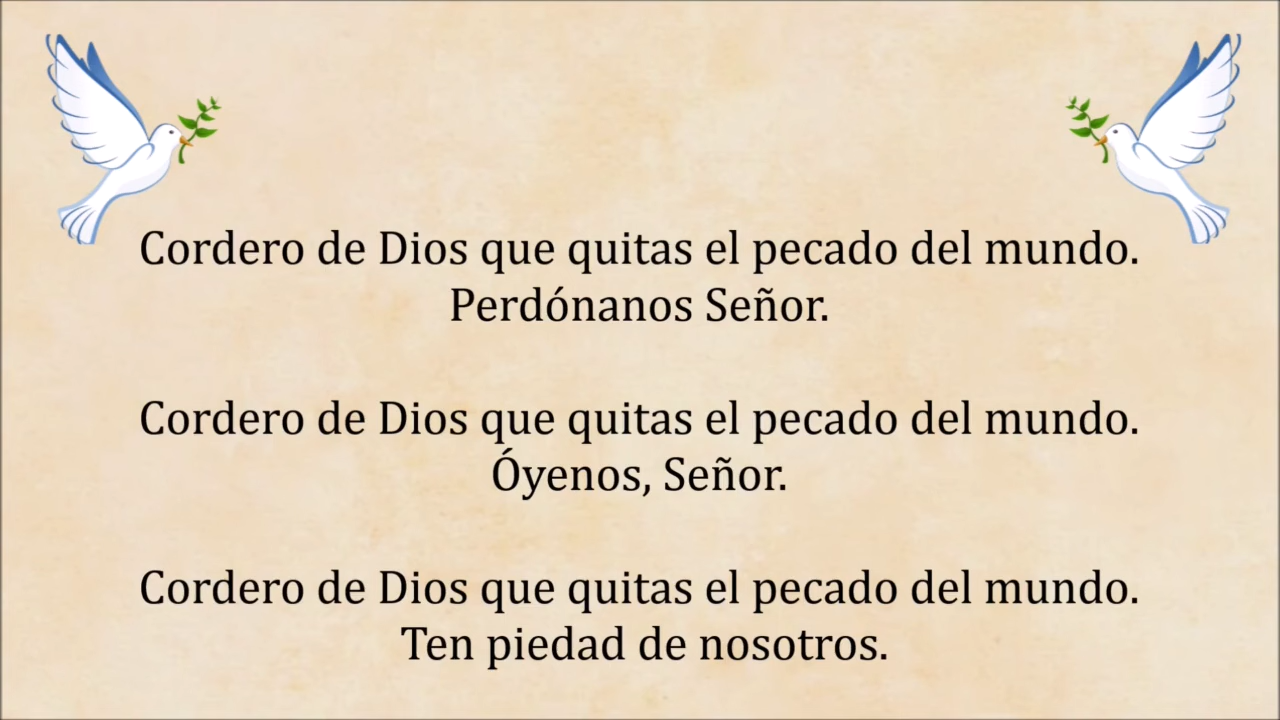 Cordero de Dios que quitas el pecado del mundo.
Perdónanos Señor.
Cordero de Dios que quitas el pecado del mundo.
Óyenos, Señor.
Cordero de Dios que quitas el pecado del mundo.
Ten piedad de nosotros.